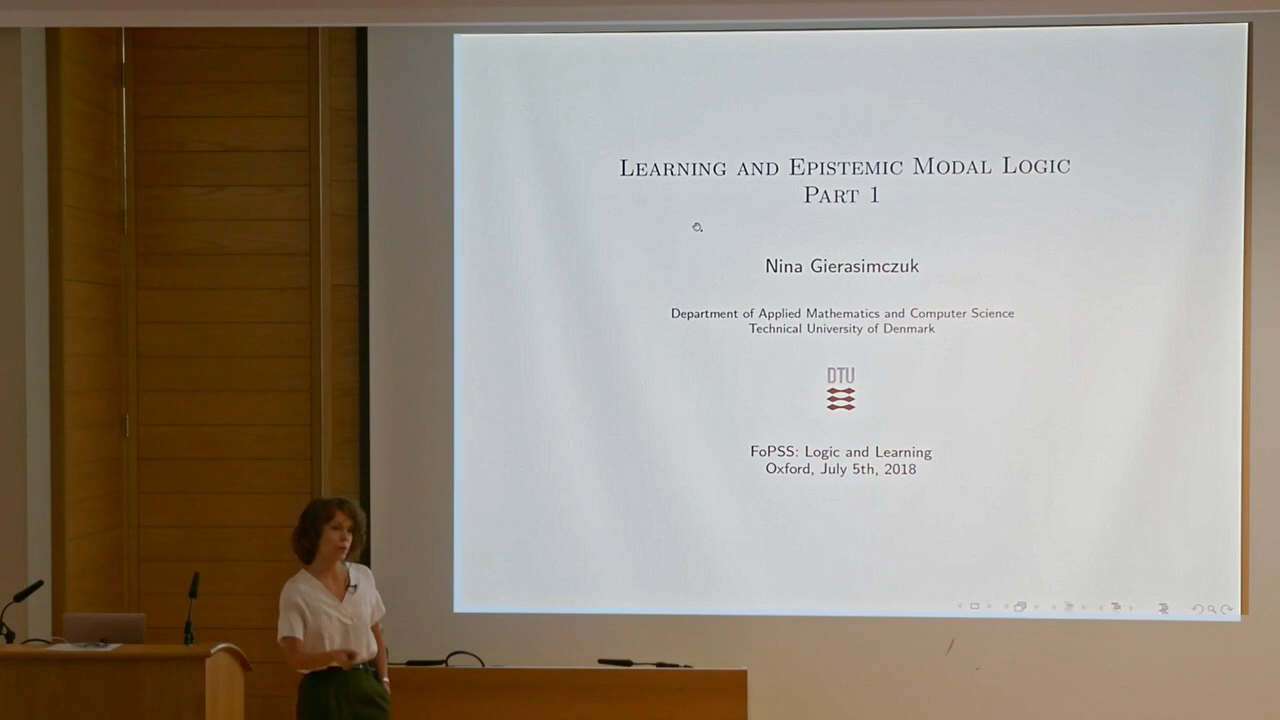 Learning and Epistemic Modal Logic
Part 1
Nina Gierasimczuk
Department of Applied Mathematics and Computer Science
Technical University of Denmark
DTU
FoPSS: Logic and Learning
Oxford, July 5th, 2018